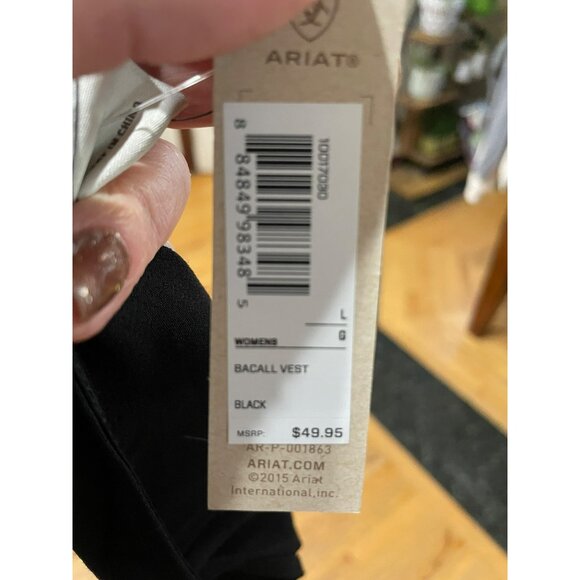 ARIAT®
10017030
8 84849 98348 5
L
WOMENS G
BACALL VEST
BLACK
MSRP: $49.95
AR-P-001863
ARIAT.COM
©2015 Ariat
International, inc.